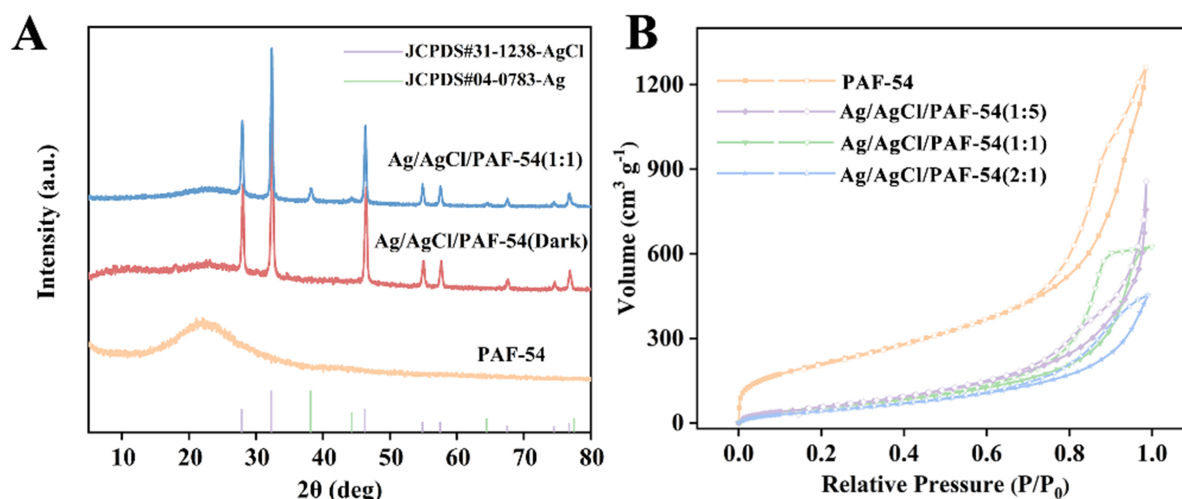 A
JCPDS#31-1238-AgCl
JCPDS#04-0783-Ag
Ag/AgCl/PAF-54(1:1)
Ag/AgCl/PAF-54(Dark)
PAF-54
Intensity (a.u.)
10 20 30 40 50 60 70 80
2θ (deg)
B
1200
900
600
300
0
PAF-54
Ag/AgCl/PAF-54(1:5)
Ag/AgCl/PAF-54(1:1)
Ag/AgCl/PAF-54(2:1)
Volume (cm³ g⁻¹)
0.0 0.2 0.4 0.6 0.8 1.0
Relative Pressure (P/P₀)